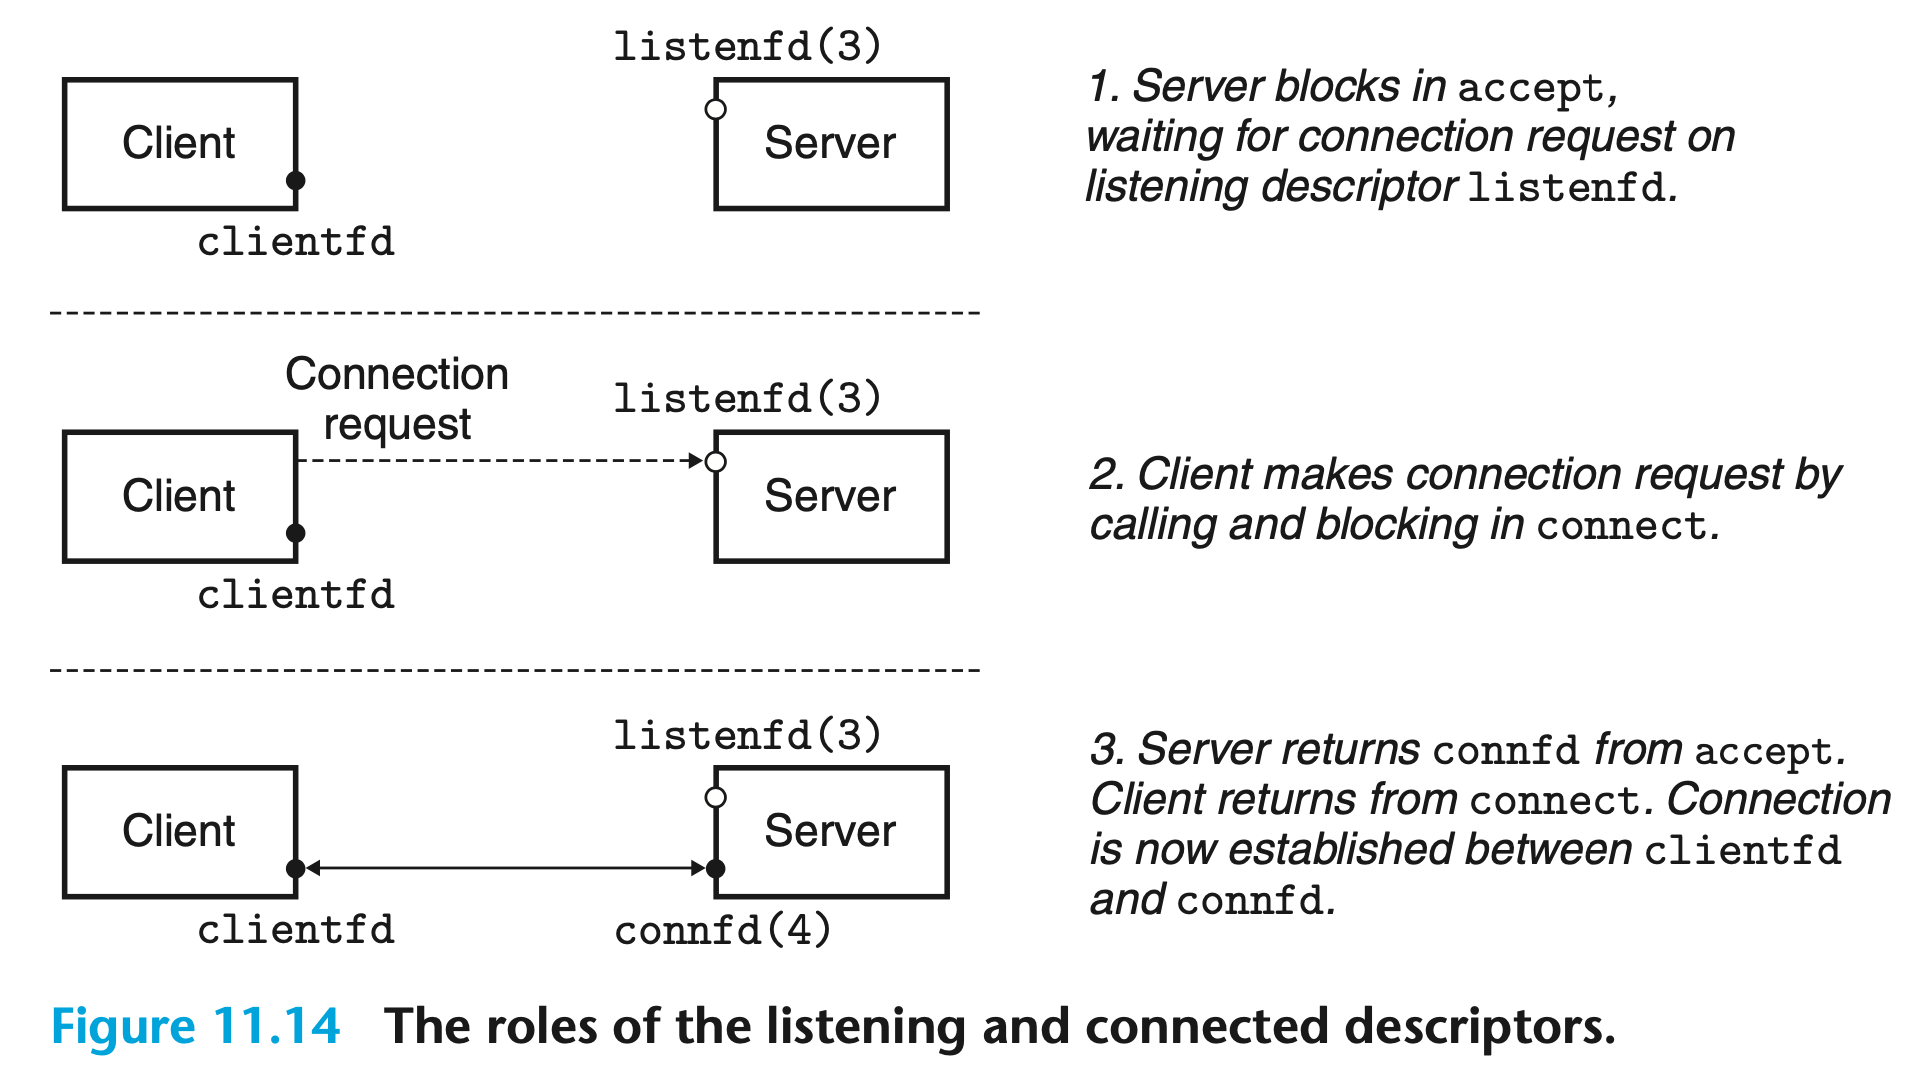 listenfd(3)
Client
Server
clientfd
1. Server blocks in accept,
waiting for connection request on
listening descriptor listenfd.
Connection
request
listenfd(3)
Client
Server
clientfd
2. Client makes connection request by
calling and blocking in connect.
listenfd(3)
Client
Server
clientfd
connfd(4)
3. Server returns connfd from accept.
Client returns from connect. Connection
is now established between clientfd
and connfd.
Figure 11.14 The roles of the listening and connected descriptors.